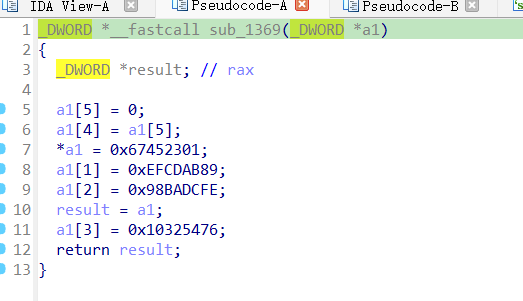 IDA View-A Pseudocode-A Pseudocode-B
1 _DWORD *__fastcall sub_1369(_DWORD *a1)
2 {
3 _DWORD *result; // rax
4
5 a1[5] = 0;
6 a1[4] = a1[5];
7 *a1 = 0x67452301;
8 a1[1] = 0xEFCDAB89;
9 a1[2] = 0x98BADCFE;
10 result = a1;
11 a1[3] = 0x10325476;
12 return result;
13 }